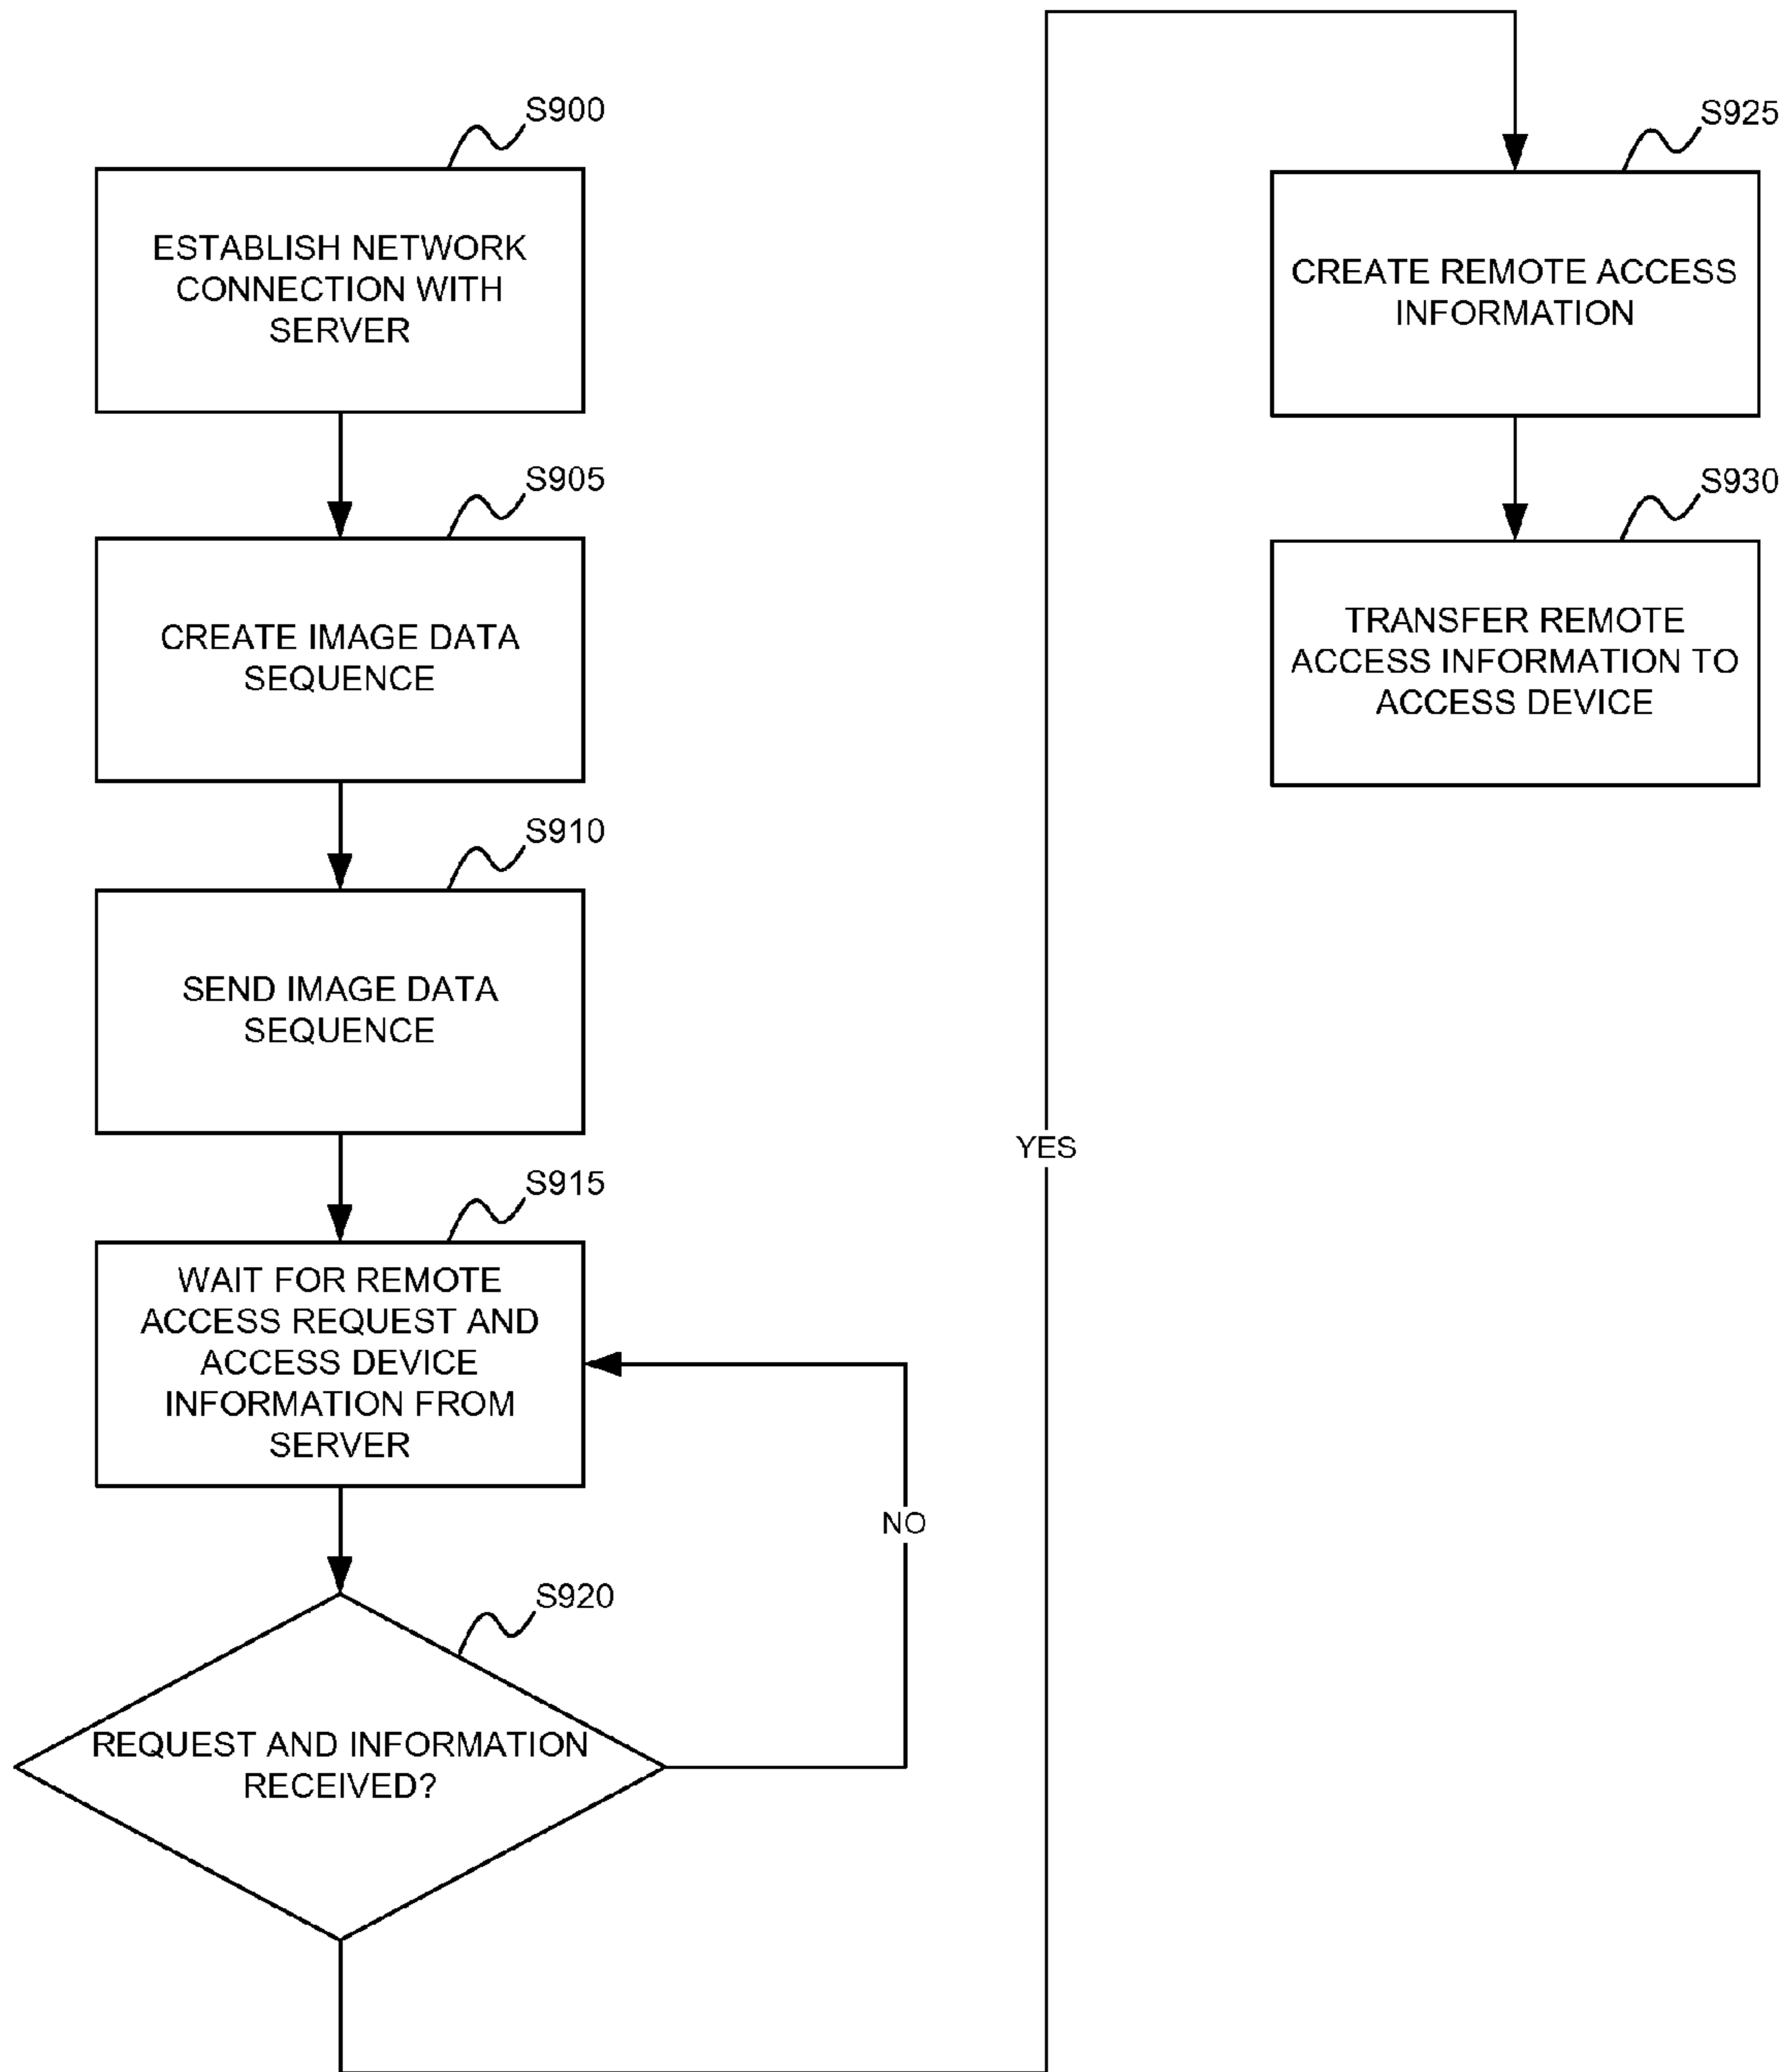 S900
ESTABLISH NETWORK
CONNECTION WITH
SERVER
S905
CREATE IMAGE DATA
SEQUENCE
S910
SEND IMAGE DATA
SEQUENCE
S915
WAIT FOR REMOTE
ACCESS REQUEST AND
ACCESS DEVICE
INFORMATION FROM
SERVER
NO
S920
REQUEST AND INFORMATION
RECEIVED?
YES
S925
CREATE REMOTE ACCESS
INFORMATION
S930
TRANSFER REMOTE
ACCESS INFORMATION TO
ACCESS DEVICE